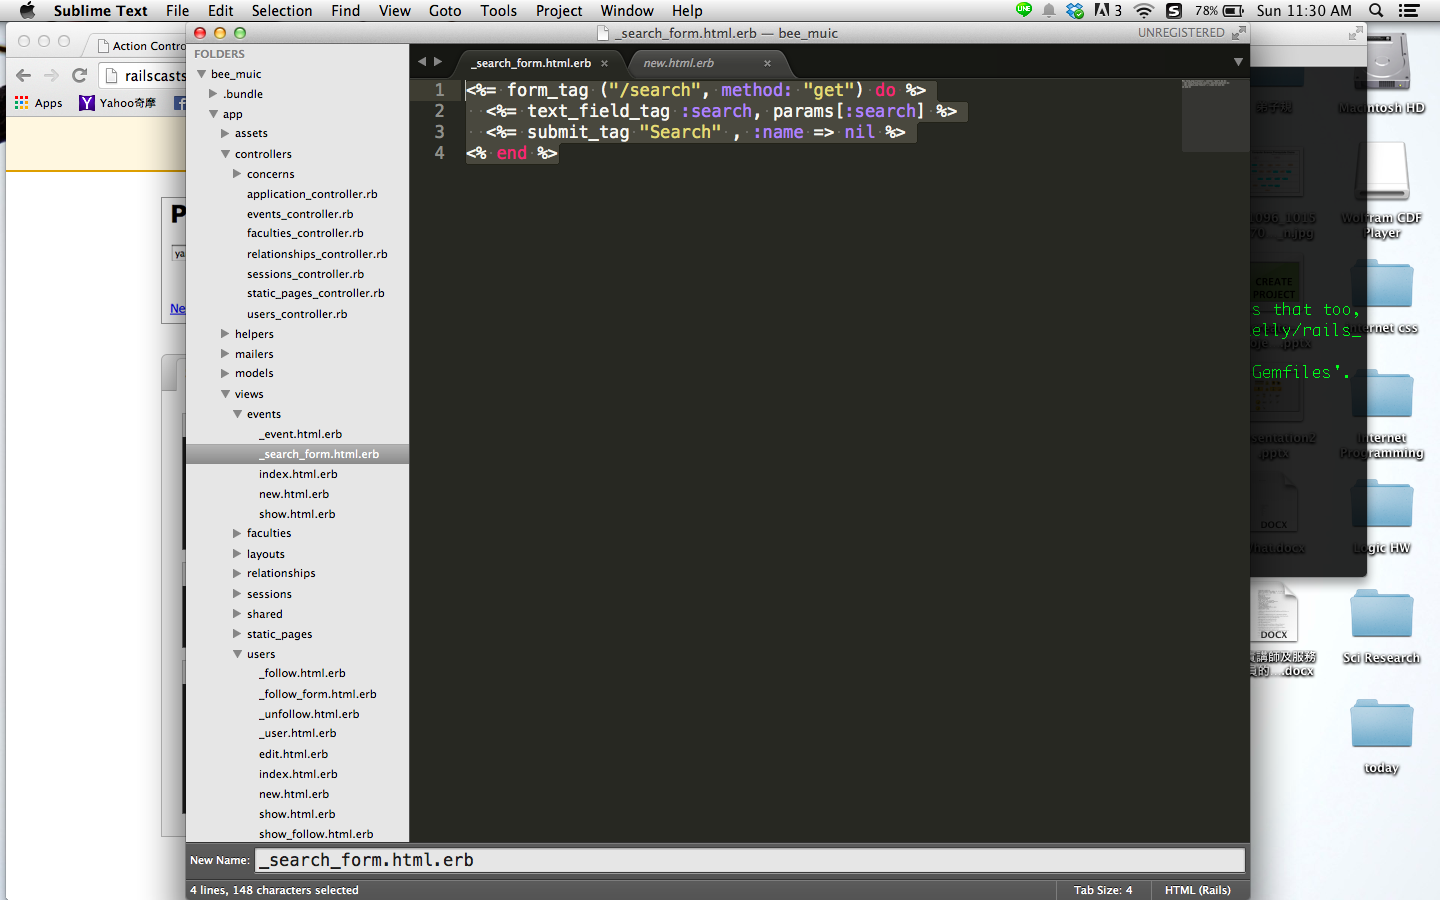 Sublime Text File Edit Selection Find View Goto Tools Project Window Help 3 78% Sun 11:30 AM
_search_form.html.erb — bee_muic UNREGISTERED
Action Contro
railscasts
Apps Yahoo奇摩
P
ya
Ne
FOLDERS
bee_muic
.bundle
app
assets
controllers
concerns
application_controller.rb
events_controller.rb
faculties_controller.rb
relationships_controller.rb
sessions_controller.rb
static_pages_controller.rb
users_controller.rb
helpers
mailers
models
views
events
_event.html.erb
_search_form.html.erb
index.html.erb
new.html.erb
show.html.erb
faculties
layouts
relationships
sessions
shared
static_pages
users
_follow.html.erb
_follow_form.html.erb
_unfollow.html.erb
_user.html.erb
edit.html.erb
index.html.erb
new.html.erb
show.html.erb
show_follow.html.erb
_search_form.html.erb × new.html.erb ×
1 <%= form_tag ("/search", method: "get") do %>
2 <%= text_field_tag :search, params[:search] %>
3 <%= submit_tag "Search" , :name => nil %>
4 <% end %>
New Name: _search_form.html.erb
4 lines, 148 characters selected Tab Size: 4 HTML (Rails)
s that too,
elly/rails_
Gemfiles'.
Macintosh HD
Wolfram CDF
Player
CREATE
PROJECT
ternet css
Internet
Programming
DOCX
Logic HW
DOCX
Sci Research
today